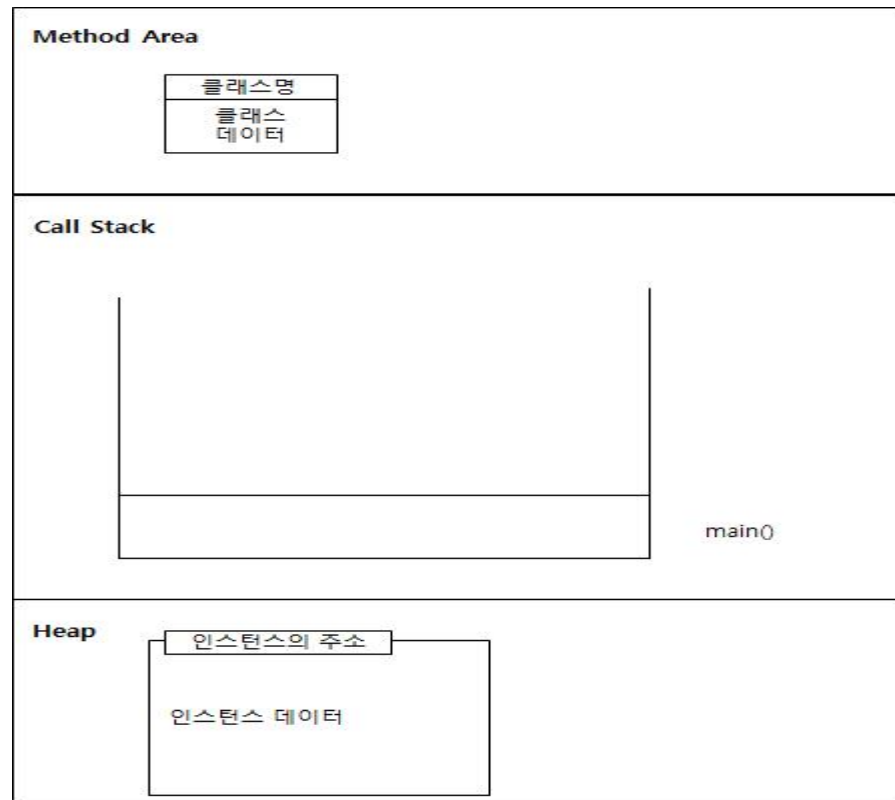 Method Area
클래스명
클래스
데이터
Call Stack
main()
Heap
인스턴스의 주소
인스턴스 데이터